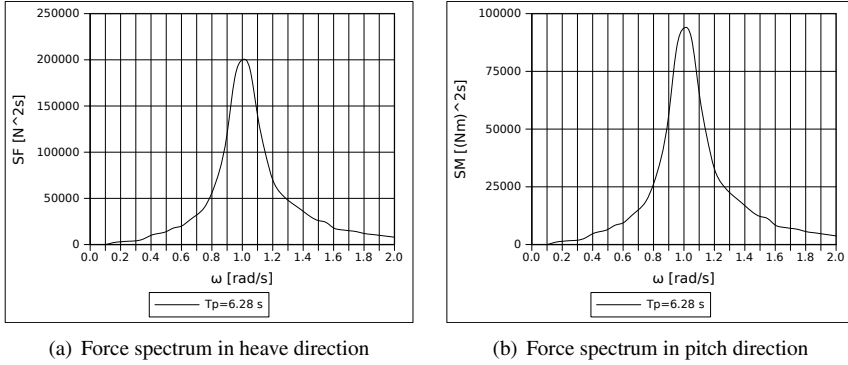 250000
200000
150000
100000
50000
0
SF [N^2s]
0.0 0.2 0.4 0.6 0.8 1.0 1.2 1.4 1.6 1.8 2.0
ω [rad/s]
Tp=6.28 s
(a) Force spectrum in heave direction
100000
75000
50000
25000
0
SM [(Nm)^2s]
0.0 0.2 0.4 0.6 0.8 1.0 1.2 1.4 1.6 1.8 2.0
ω [rad/s]
Tp=6.28 s
(b) Force spectrum in pitch direction